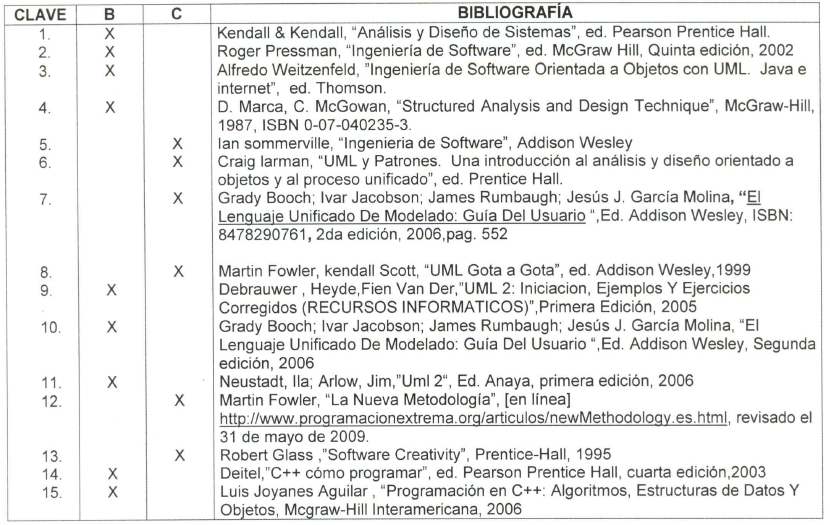 CLAVE B C BIBLIOGRAFÍA
1. X Kendall & Kendall, “Análisis y Diseño de Sistemas”, ed. Pearson Prentice Hall.
2. X Roger Pressman, “Ingeniería de Software”, ed. McGraw Hill, Quinta edición, 2002
3. X Alfredo Weitzenfeld, ”Ingeniería de Software Orientada a Objetos con UML. Java e
internet”, ed. Thomson.
4. X D. Marca, C. McGowan, “Structured Analysis and Design Technique”, McGraw-Hill,
1987, ISBN 0-07-040235-3.
5. X Ian sommerville, “Ingenieria de Software”, Addison Wesley
6. X Craig larman, “UML y Patrones. Una introducción al análisis y diseño orientado a
objetos y al proceso unificado”, ed. Prentice Hall.
7. X Grady Booch; Ivar Jacobson; James Rumbaugh; Jesús J. García Molina, “El
Lenguaje Unificado De Modelado: Guía Del Usuario “,Ed. Addison Wesley, ISBN:
8478290761, 2da edición, 2006,pag. 552
8. X Martin Fowler, kendall Scott, “UML Gota a Gota”, ed. Addison Wesley,1999
9. X Debrauwer , Heyde,Fien Van Der,”UML 2: Iniciacion, Ejemplos Y Ejercicios
Corregidos (RECURSOS INFORMATICOS)”,Primera Edición, 2005
10. X Grady Booch; Ivar Jacobson; James Rumbaugh; Jesús J. García Molina, “El
Lenguaje Unificado De Modelado: Guía Del Usuario “,Ed. Addison Wesley, Segunda
edición, 2006
11. X Neustadt, Ila; Arlow, Jim,”Uml 2“, Ed. Anaya, primera edición, 2006
12. X Martin Fowler, “La Nueva Metodología”, [en línea]
http://www.programacionextrema.org/articulos/newMethodology.es.html, revisado el
31 de mayo de 2009.
13. X Robert Glass ,”Software Creativity”, Prentice-Hall, 1995
14. X Deitel,”C++ cómo programar”, ed. Pearson Prentice Hall, cuarta edición,2003
15. X Luis Joyanes Aguilar , “Programación en C++: Algoritmos, Estructuras de Datos Y
Objetos, Mcgraw-Hill Interamericana, 2006